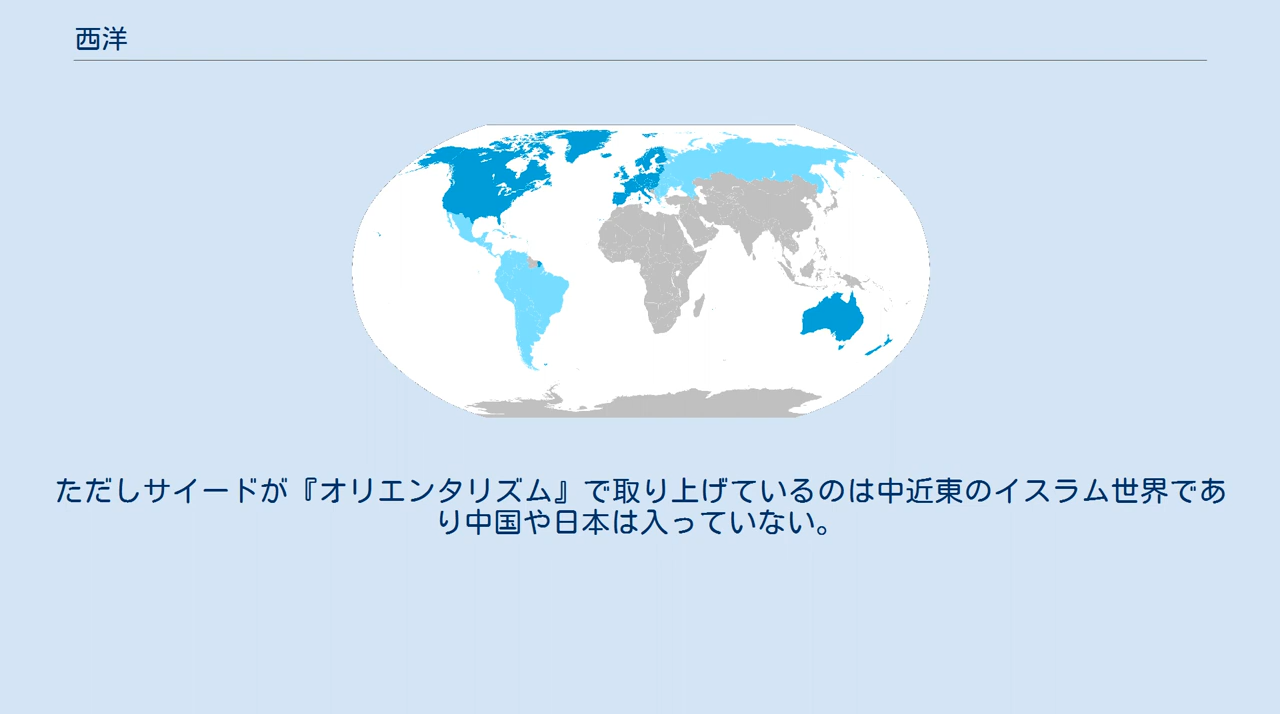 西洋
ただしサイードが『オリエンタリズム』で取り上げているのは中近東のイスラム世界であ
り中国や日本は入っていない。